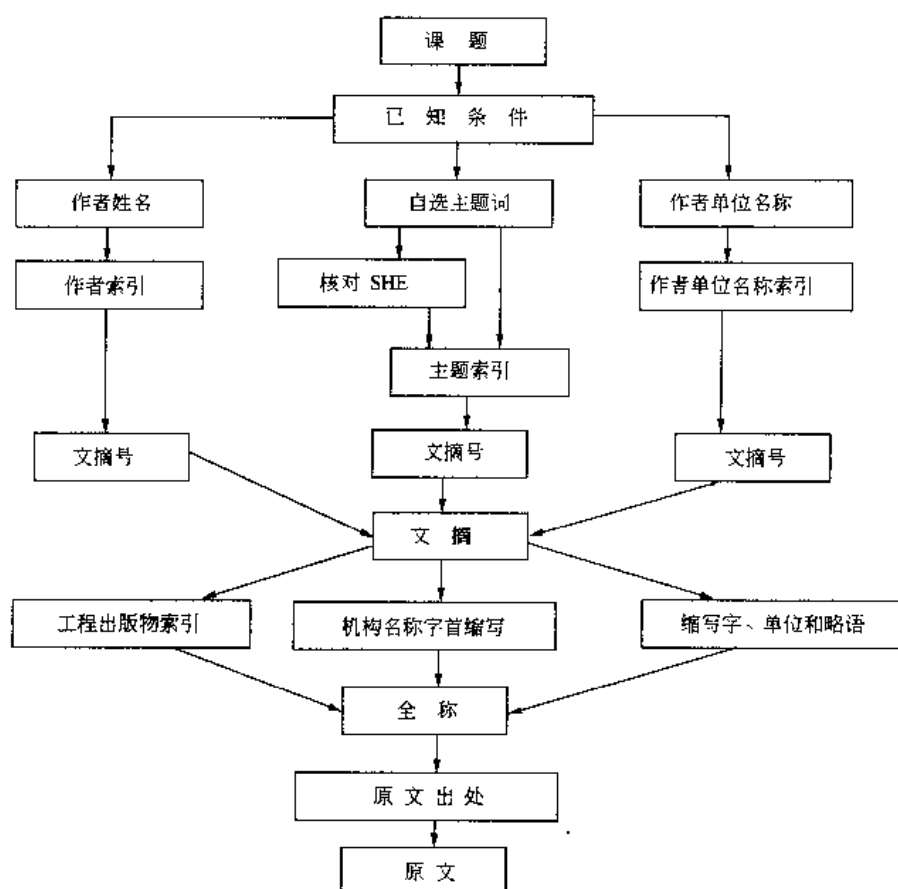 课 题
已 知 条 件
作者姓名
自选主题词
作者单位名称
作者索引
核对 SHE
作者单位名称索引
主题索引
文摘号
文摘号
文摘号
文 摘
工程出版物索引
机构名称字首缩写
缩写字、单位和略语
全 称
原 文 出 处
原 文